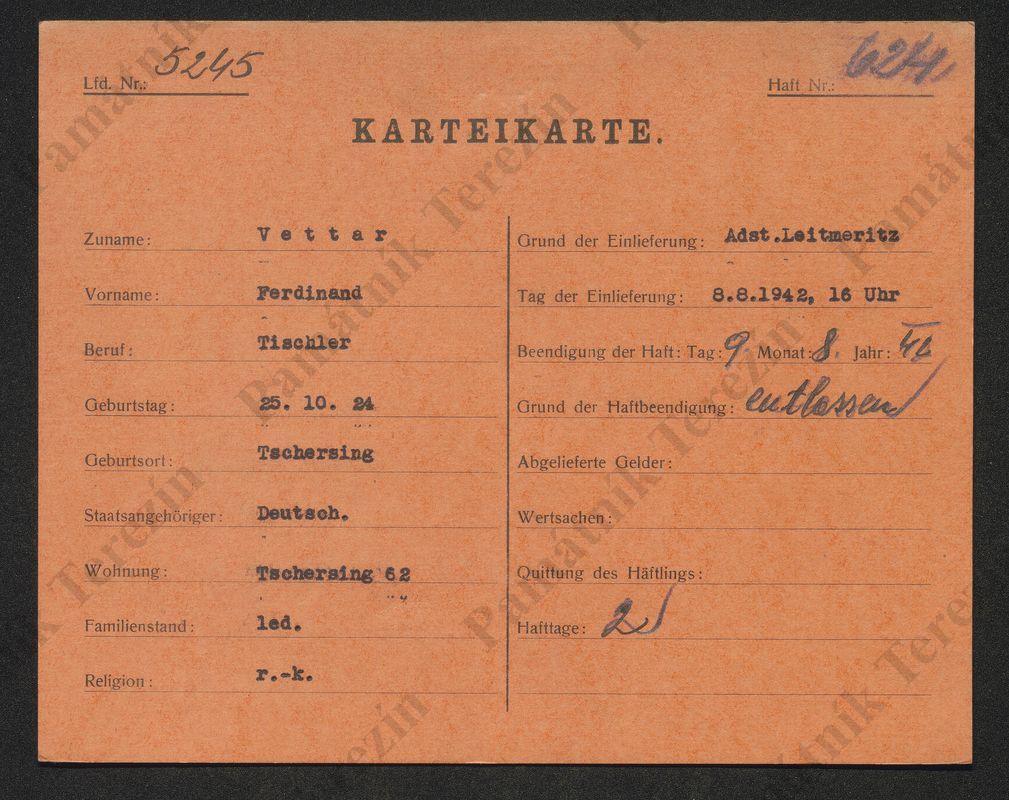 Lfd. Nr.: 5245
Haft Nr.: 624
KARTEIKARTE.
Zuname: Vettar
Vorname: Ferdinand
Beruf: Tischler
Geburtstag: 25. 10. 24
Geburtsort: Tschersing
Staatsangehöriger: Deutsch.
Wohnung: Tschersing 62
Familienstand: led.
Religion: r.-k.
Grund der Einlieferung: Adst.Leitmeritz
Tag der Einlieferung: 8.8.1942, 16 Uhr
Beendigung der Haft: Tag: 9. Monat: 8. Jahr: 42
Grund der Haftbeendigung: entlassen
Abgelieferte Gelder:
Wertsachen:
Quittung des Häftlings:
Hafttage: 2
Památník Terezín